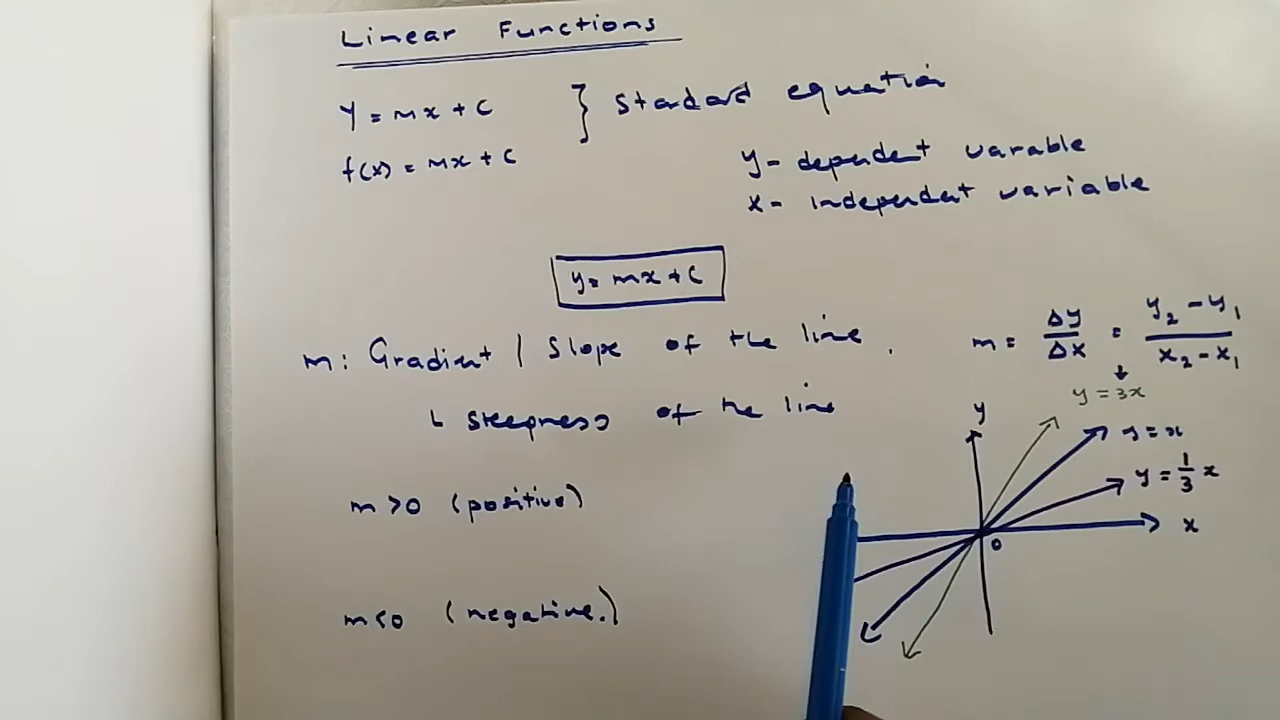 Linear Functions
Y = mx + c } Standard equation
f(x) = mx + c
y - dependent varable
x - independent variable
y = mx + c
m: Gradient | Slope of the line.
↳ steepness of the line
m = Δy/Δx = y₂ - y₁ / x₂ - x₁
y = 3x
y = x
y = 1/3 x
y
x
0
m > 0 (positive)
m < 0 (negative.)